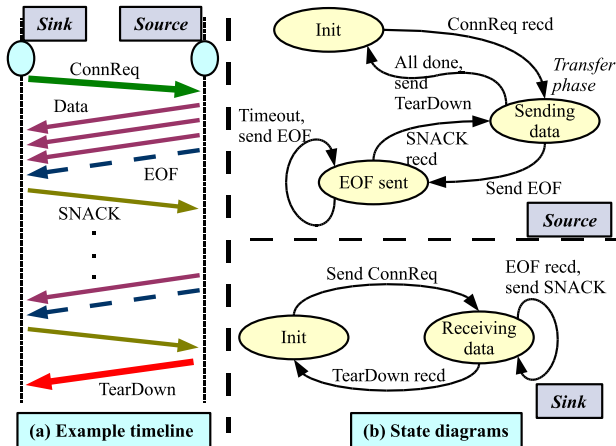 Sink
Source
ConnReq
Data
EOF
SNACK
TearDown
(a) Example timeline
Init
ConnReq recd
All done,
send
TearDown
Transfer
phase
Sending
data
Timeout,
send EOF
SNACK
recd
EOF sent
Send EOF
Source
Send ConnReq
EOF recd,
send SNACK
Init
Receiving
data
TearDown recd
Sink
(b) State diagrams